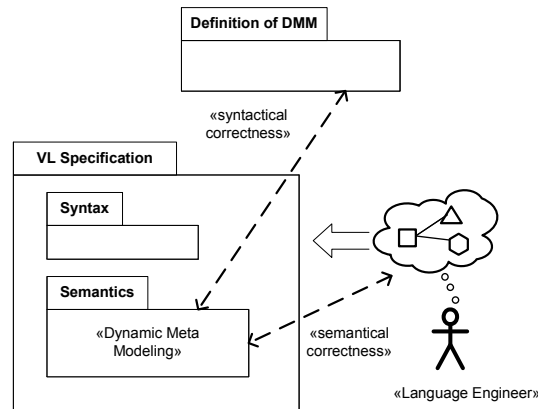 Definition of DMM
«syntactical
correctness»
VL Specification
Syntax
Semantics
«Dynamic Meta
Modeling»
«semantical
correctness»
«Language Engineer»